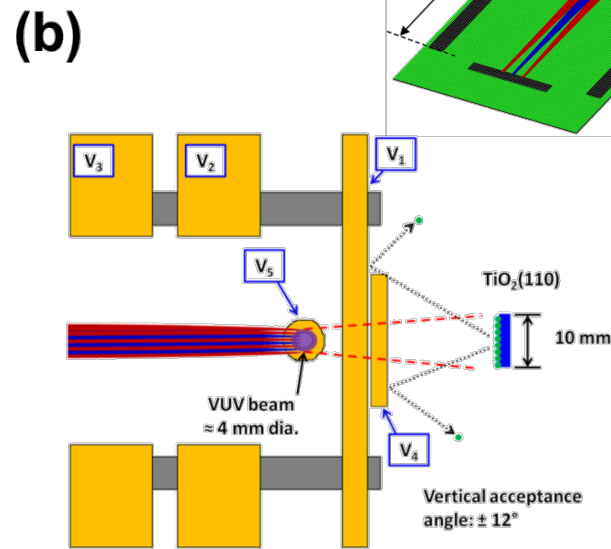 (b)
V₃
V₂
V₁
V₅
TiO₂(110)
10 mm
VUV beam
≈ 4 mm dia.
V₄
Vertical acceptance
angle: ± 12°